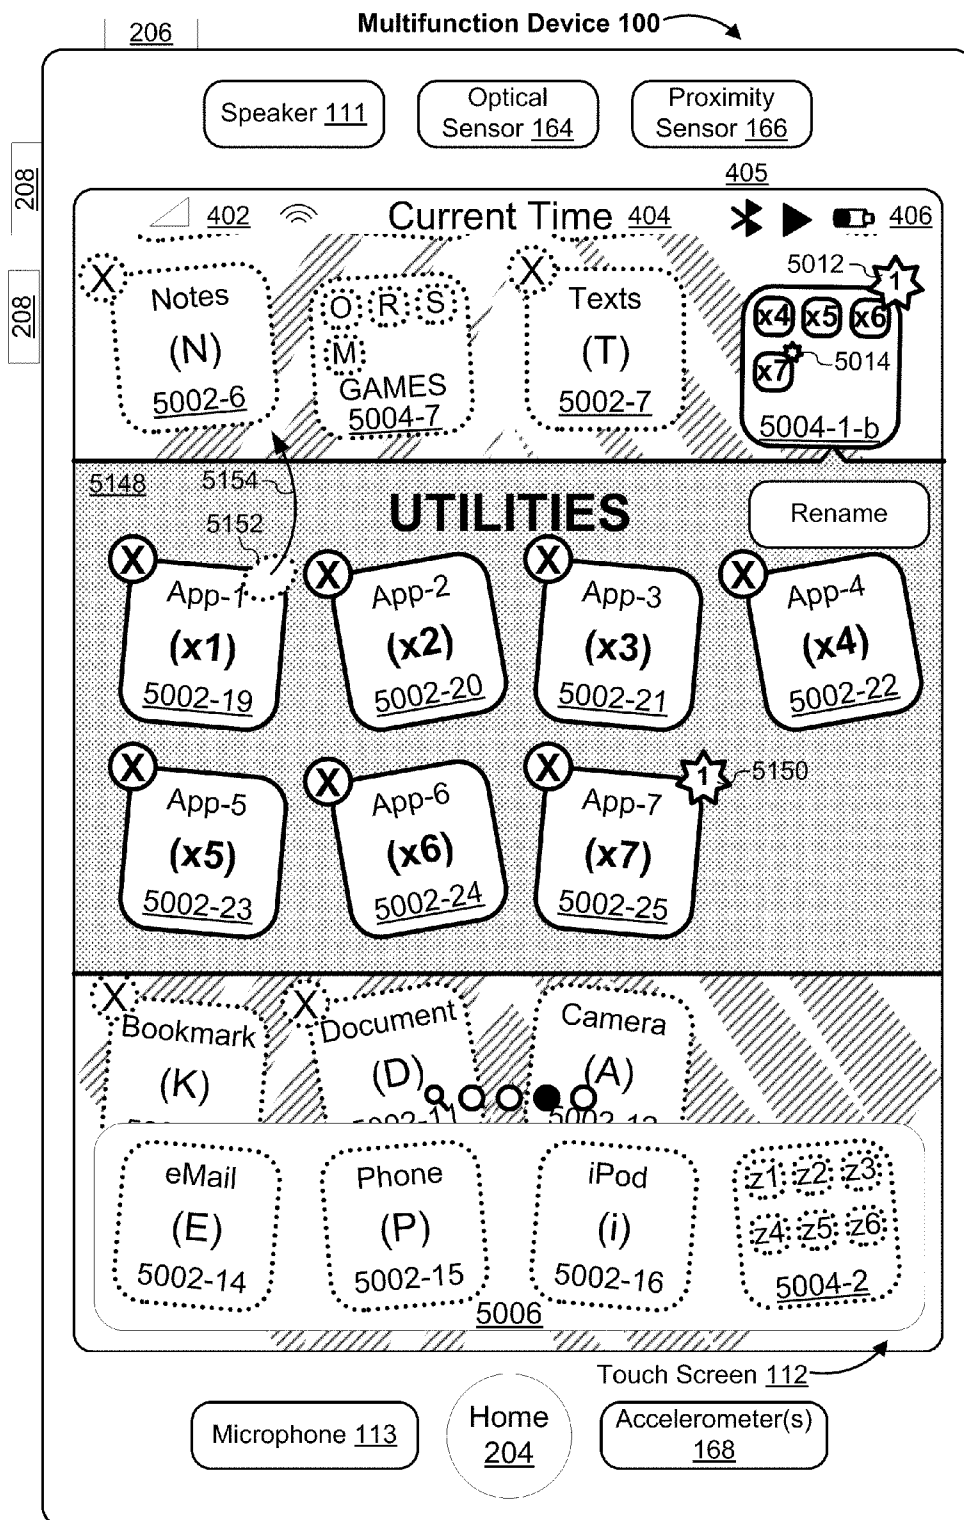 206
Multifunction Device 100
Speaker 111
Optical
Sensor 164
Proximity
Sensor 166
208
208
405
402
Current Time 404
406
5012
1
X
Notes
(N)
5002-6
O R S
M
GAMES
5004-7
X
Texts
(T)
5002-7
x4 x5 x6
x7
5014
5004-1-b
5148
5154
5152
UTILITIES
Rename
X
App-1
(x1)
5002-19
X
App-2
(x2)
5002-20
X
App-3
(x3)
5002-21
X
App-4
(x4)
5002-22
X
App-5
(x5)
5002-23
X
App-6
(x6)
5002-24
X
App-7
(x7)
5002-25
1
5150
X
Bookmark
(K)
X
Document
(D)
5002-11
Camera
(A)
eMail
(E)
5002-14
Phone
(P)
5002-15
iPod
(i)
5002-16
z1 z2 z3
z4 z5 z6
5004-2
5006
Touch Screen 112
Microphone 113
Home
204
Accelerometer(s)
168